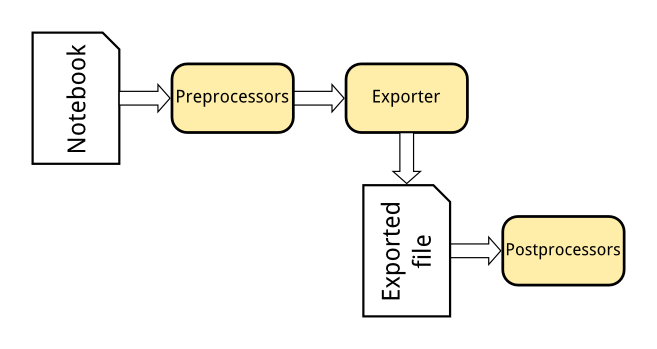 Notebook
Preprocessors
Exporter
Exported
file
Postprocessors